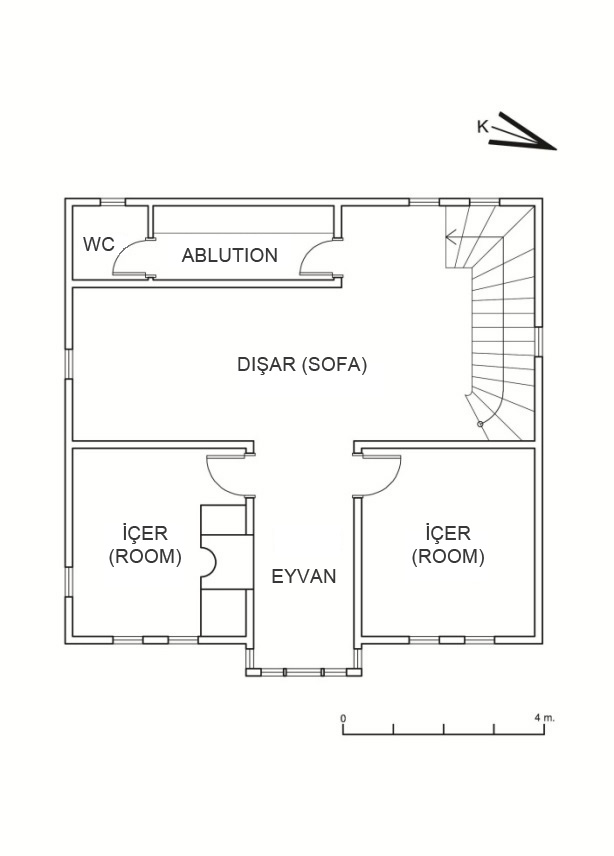 K
WC
ABLUTION
DIŞAR (SOFA)
İÇER
(ROOM)
İÇER
(ROOM)
EYVAN
0
4 m.